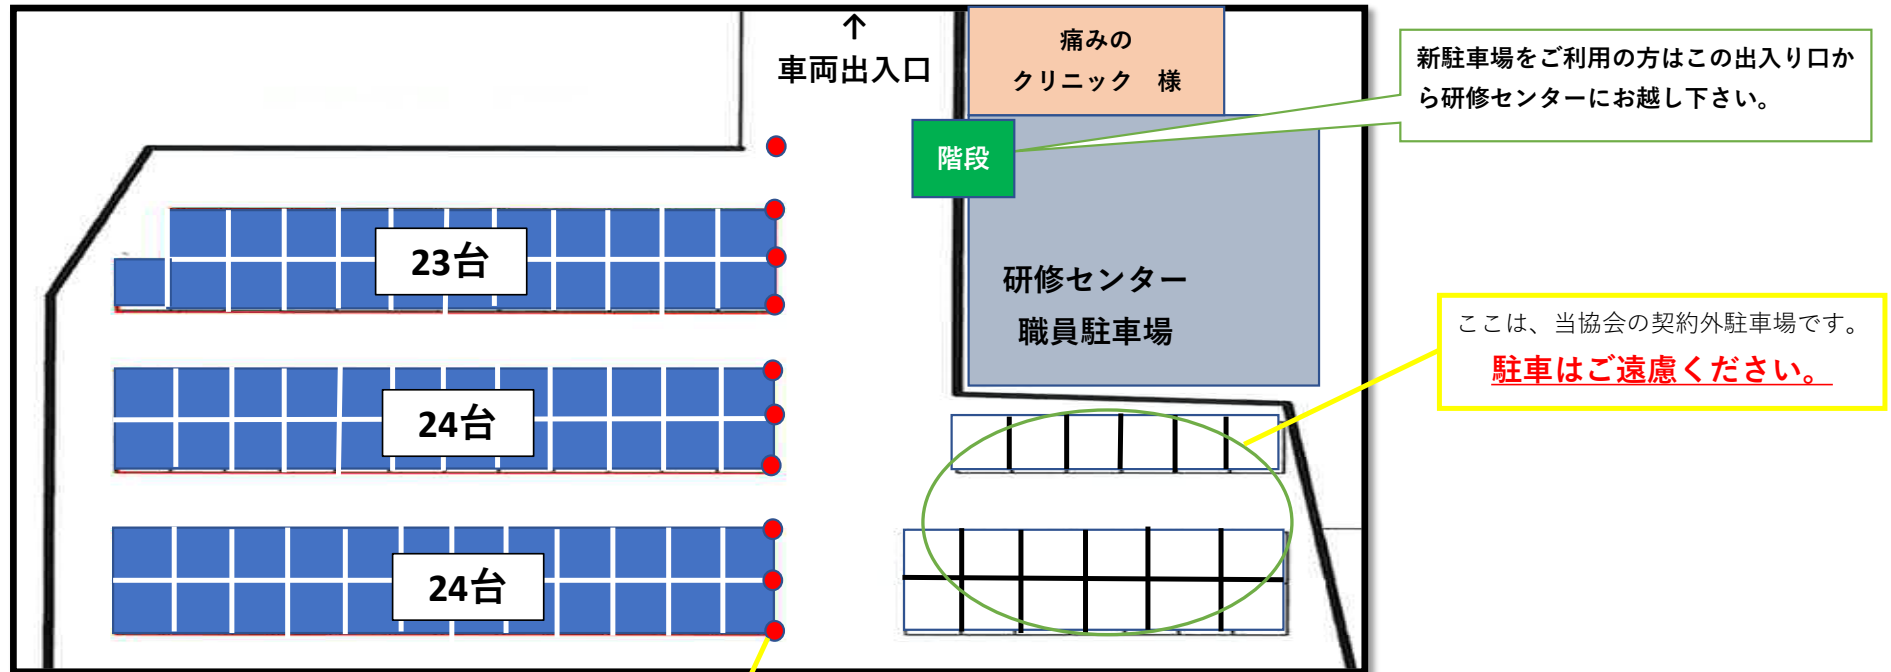 ↑
車両出入口
痛みの
クリニック　様
新駐車場をご利用の方はこの出入り口か
ら研修センターにお越し下さい。
階段
23台
研修センター
職員駐車場
ここは、当協会の契約外駐車場です。
駐車はご遠慮ください。
24台
24台